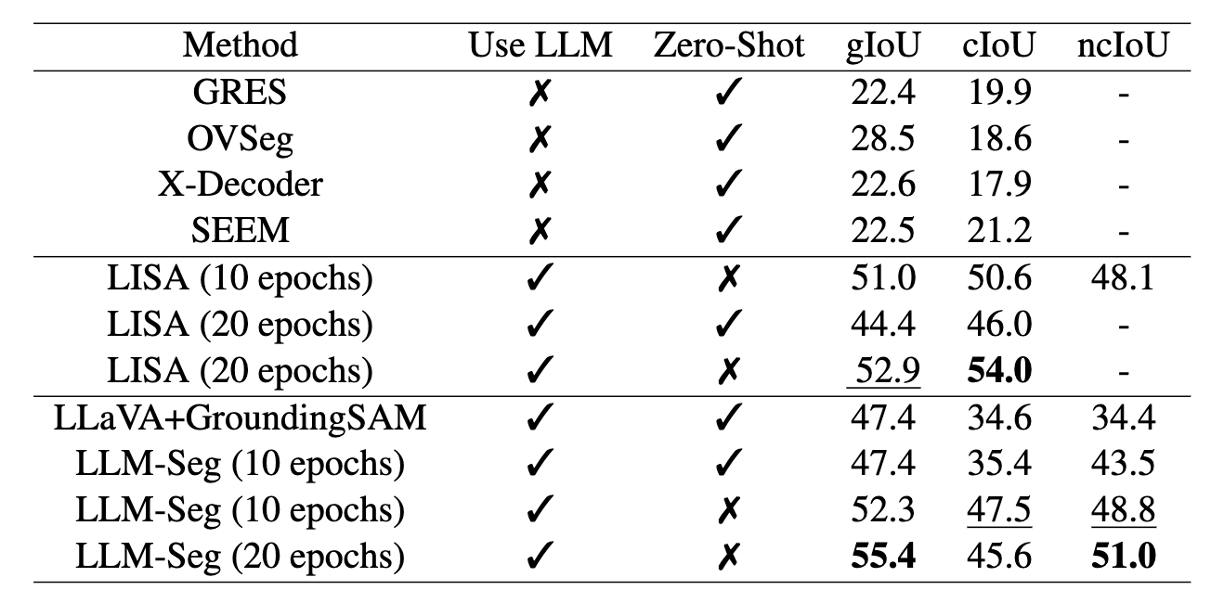 Method Use LLM Zero-Shot gIoU cIoU ncIoU
GRES ✗ ✓ 22.4 19.9 -
OVSeg ✗ ✓ 28.5 18.6 -
X-Decoder ✗ ✓ 22.6 17.9 -
SEEM ✗ ✓ 22.5 21.2 -
LISA (10 epochs) ✓ ✗ 51.0 50.6 48.1
LISA (20 epochs) ✓ ✓ 44.4 46.0 -
LISA (20 epochs) ✓ ✗ 52.9 54.0 -
LLaVA+GroundingSAM ✓ ✓ 47.4 34.6 34.4
LLM-Seg (10 epochs) ✓ ✓ 47.4 35.4 43.5
LLM-Seg (10 epochs) ✓ ✗ 52.3 47.5 48.8
LLM-Seg (20 epochs) ✓ ✗ 55.4 45.6 51.0